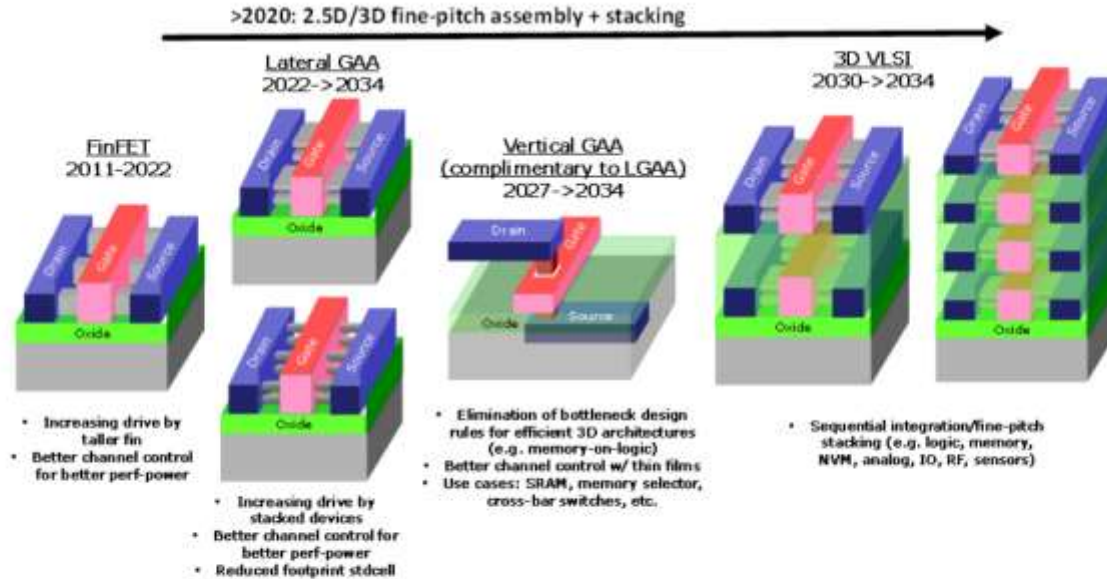 >2020: 2.5D/3D fine-pitch assembly + stacking
Lateral GAA
2022->2034
3D VLSI
2030->2034
FinFET
2011-2022
Vertical GAA
(complimentary to LGAA)
2027->2034
Drain
Gate
Source
Oxide
Drain
Gate
Source
Oxide
Drain
Gate
Source
Oxide
Drain
Gate
Oxide
Source
Drain
Gate
Source
Oxide
Drain
Gate
Source
Oxide
• Increasing drive by
taller fin
• Better channel control
for better perf-power
• Increasing drive by
stacked devices
• Better channel control for
better perf-power
• Reduced footprint stdcell
• Elimination of bottleneck design
rules for efficient 3D architectures
(e.g. memory-on-logic)
• Better channel control w/ thin films
• Use cases: SRAM, memory selector,
cross-bar switches, etc.
• Sequential integration/fine-pitch
stacking (e.g. logic, memory,
NVM, analog, IO, RF, sensors)